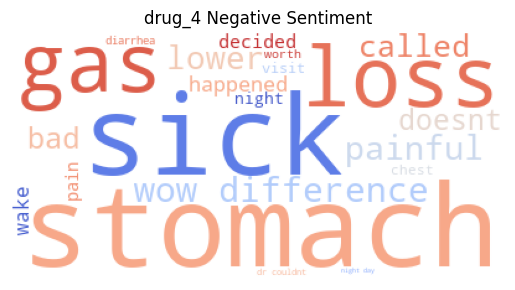 drug_4 Negative Sentiment
diarrhea
decided
called
gas
lower
worth
loss
visit
happened
night
sick
doesnt
bad
painful
pain
chest
wake
wow difference
stomach
dr couldnt
night day